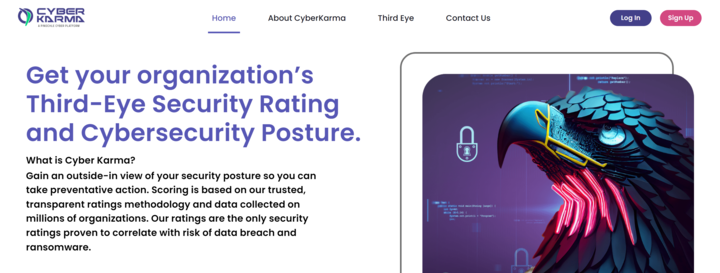 CYBER
KARMA
Home
About CyberKarma
Third Eye
Contact Us
Log In
Sign Up
Get your organization's
Third-Eye Security Rating
and Cybersecurity Posture.
What is Cyber Karma?
Gain an outside-in view of your security posture so you can
take preventative action. Scoring is based on our trusted,
transparent ratings methodology and data collected on
millions of organizations. Our ratings are the only security
ratings proven to correlate with risk of data breach and
ransomware.